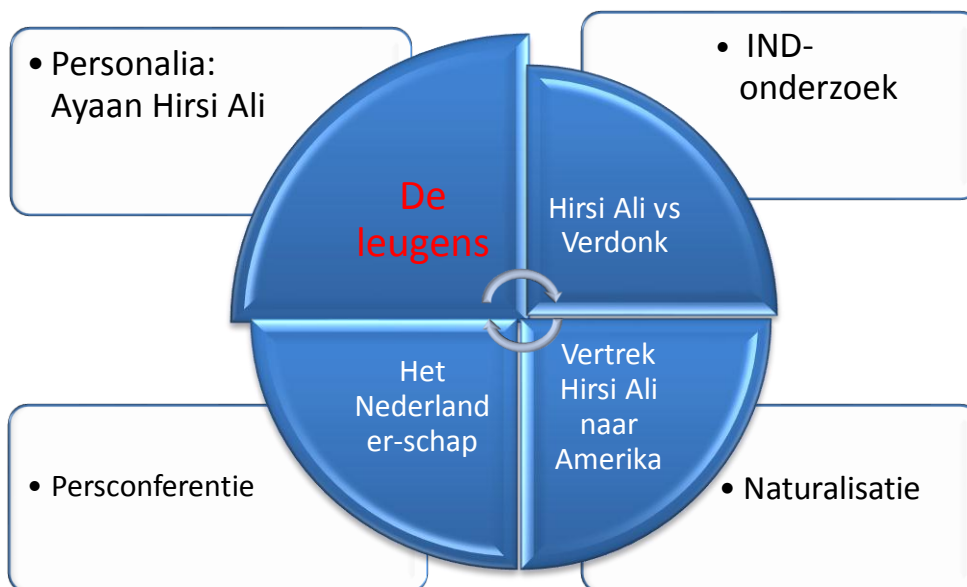 • Personalia:
Ayaan Hirsi Ali
• IND-
onderzoek
De
leugens
Hirsi Ali vs
Verdonk
Het
Nederland
er-schap
Vertrek
Hirsi Ali
naar
Amerika
• Persconferentie
• Naturalisatie